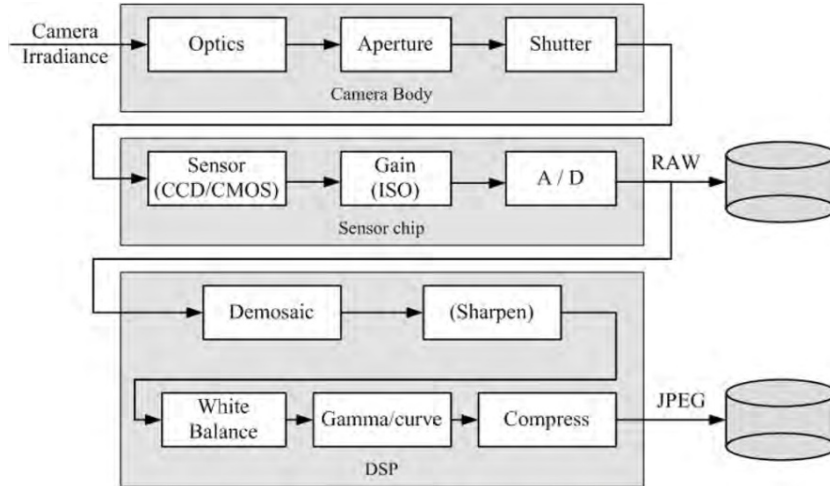 Camera
Irradiance
Optics
Aperture
Shutter
Camera Body
Sensor
(CCD/CMOS)
Gain
(ISO)
A / D
RAW
Sensor chip
Demosaic
(Sharpen)
White
Balance
Gamma/curve
Compress
JPEG
DSP